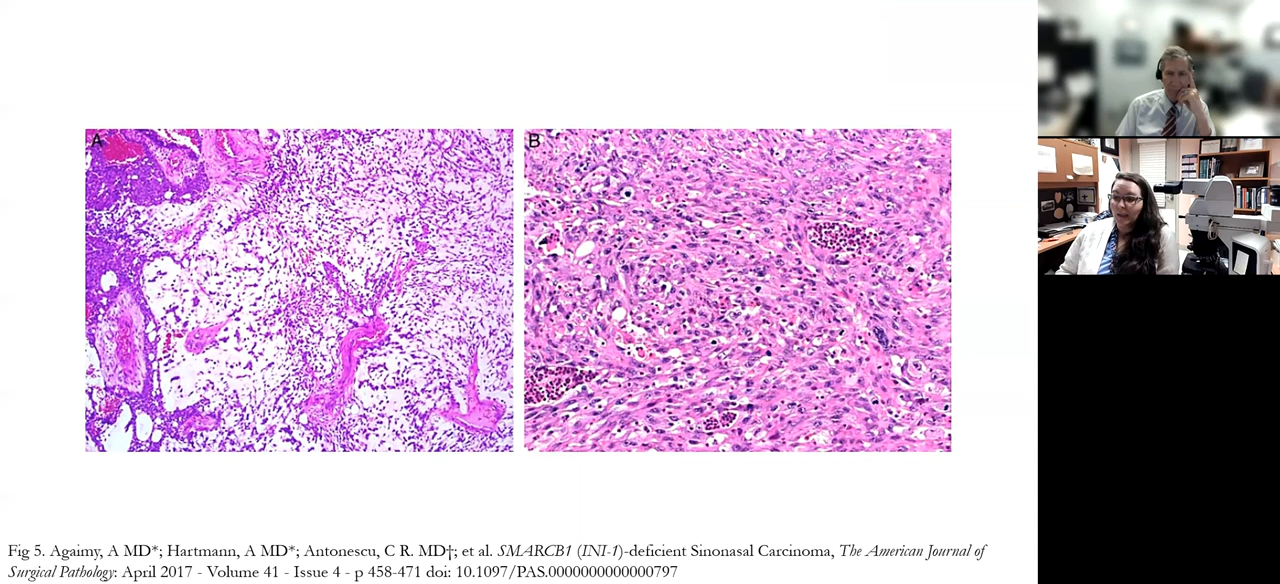 A
B
Fig 5. Agaimy, A MD*; Hartmann, A MD*; Antonescu, C R. MD†; et al. SMARCB1 (INI-1)-deficient Sinonasal Carcinoma, The American Journal of
Surgical Pathology: April 2017 - Volume 41 - Issue 4 - p 458-471 doi: 10.1097/PAS.0000000000000797